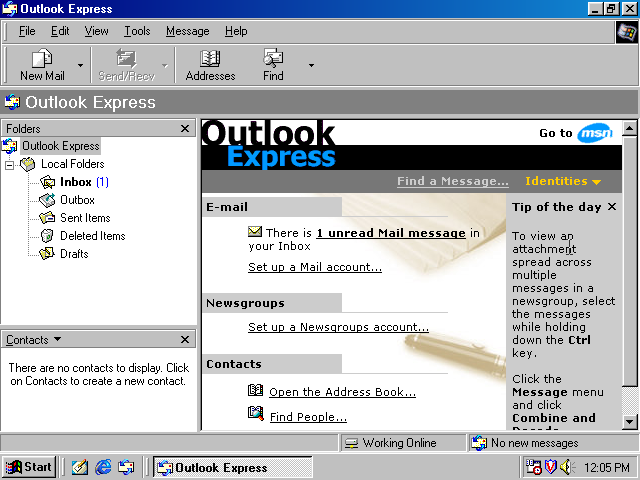 Outlook Express
File Edit View Tools Message Help
New Mail Send/Recv Addresses Find
Outlook Express
Folders
Outlook Express
Local Folders
Inbox (1)
Outbox
Sent Items
Deleted Items
Drafts
Contacts
There are no contacts to display. Click
on Contacts to create a new contact.
Outlook
Express
Go to msn
Find a Message... Identities
E-mail
There is 1 unread Mail message in
your Inbox
Set up a Mail account...
Newsgroups
Set up a Newsgroups account...
Contacts
Open the Address Book...
Find People...
Tip of the day
To view an
attachment
spread across
multiple
messages in a
newsgroup, select
the messages
while holding
down the Ctrl
key.
Click the
Message menu
and click
Combine and
Decode
Working Online No new messages
Start Outlook Express 12:05 PM